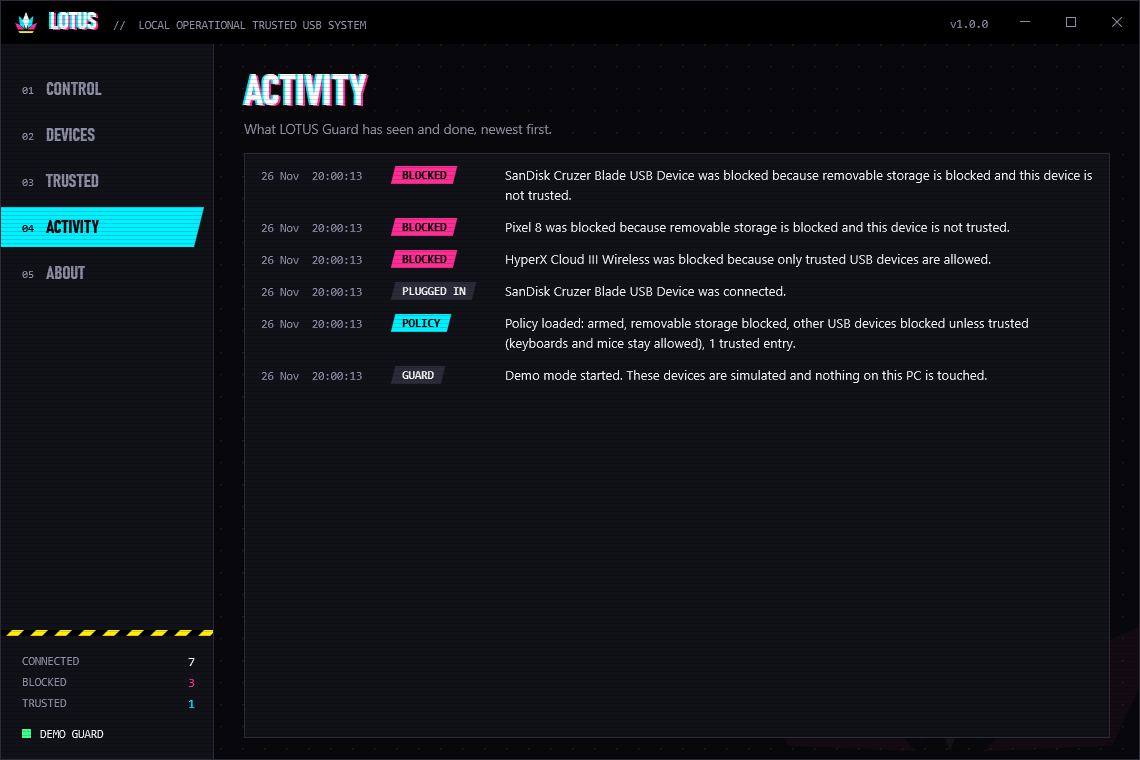 LOTUS // LOCAL OPERATIONAL TRUSTED USB SYSTEM v1.0.0
01 CONTROL
02 DEVICES
03 TRUSTED
04 ACTIVITY
05 ABOUT
CONNECTED 7
BLOCKED 3
TRUSTED 1
DEMO GUARD
ACTIVITY
What LOTUS Guard has seen and done, newest first.
26 Nov 20:00:13 BLOCKED SanDisk Cruzer Blade USB Device was blocked because removable storage is blocked and this device is
not trusted.
26 Nov 20:00:13 BLOCKED Pixel 8 was blocked because removable storage is blocked and this device is not trusted.
26 Nov 20:00:13 BLOCKED HyperX Cloud III Wireless was blocked because only trusted USB devices are allowed.
26 Nov 20:00:13 PLUGGED IN SanDisk Cruzer Blade USB Device was connected.
26 Nov 20:00:13 POLICY Policy loaded: armed, removable storage blocked, other USB devices blocked unless trusted
(keyboards and mice stay allowed), 1 trusted entry.
26 Nov 20:00:13 GUARD Demo mode started. These devices are simulated and nothing on this PC is touched.